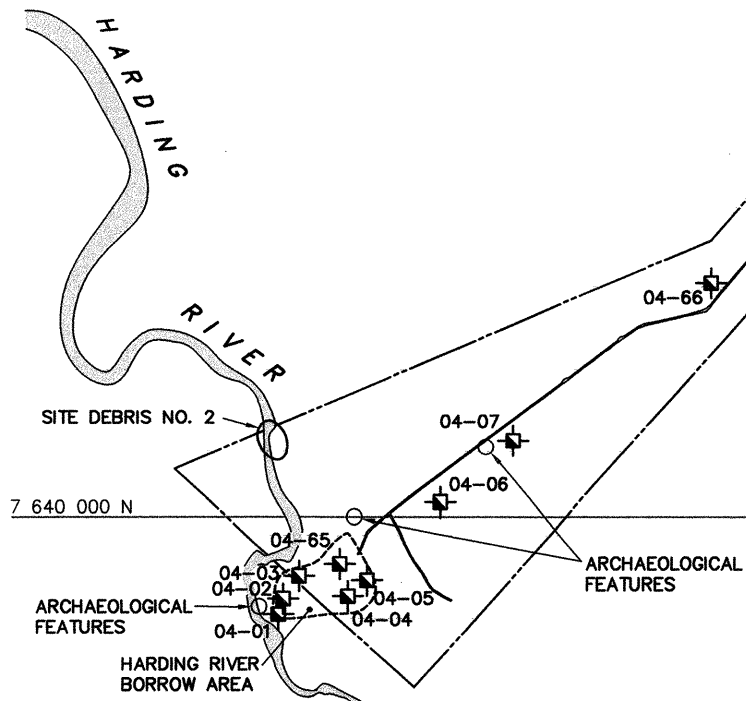 HARDING
RIVER
04-66
SITE DEBRIS NO. 2
04-07
04-06
7 640 000 N
04-65
04-03
04-02
ARCHAEOLOGICAL
FEATURES
ARCHAEOLOGICAL
FEATURES
04-05
04-04
04-01
HARDING RIVER
BORROW AREA